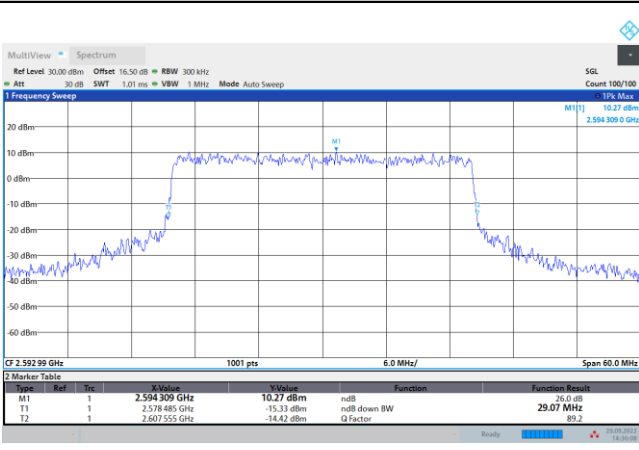 MultiView Spectrum
Ref Level 30.00 dBm Offset 16.50 dB RBW 300 kHz SGL
Att 30 dB SWT 1.01 ms VBW 1 MHz Mode Auto Sweep Count 100/100
1 Frequency Sweep 1Pk Max
M1[1] 10.27 dBm
2.594 309 0 GHz
20 dBm
M1
10 dBm
0 dBm
-10 dBm
T1 T2
-20 dBm
-30 dBm
-40 dBm
-50 dBm
-60 dBm
CF 2.592 99 GHz 1001 pts 6.0 MHz/ Span 60.0 MHz
2 Marker Table
Type Ref Trc X-Value Y-Value Function Function Result
M1 1 2.594 309 GHz 10.27 dBm ndB 26.0 dB
T1 1 2.578 485 GHz -15.33 dBm ndB down BW 29.07 MHz
T2 1 2.607 555 GHz -14.42 dBm Q Factor 89.2
Ready 29.09.2022
14:36:08